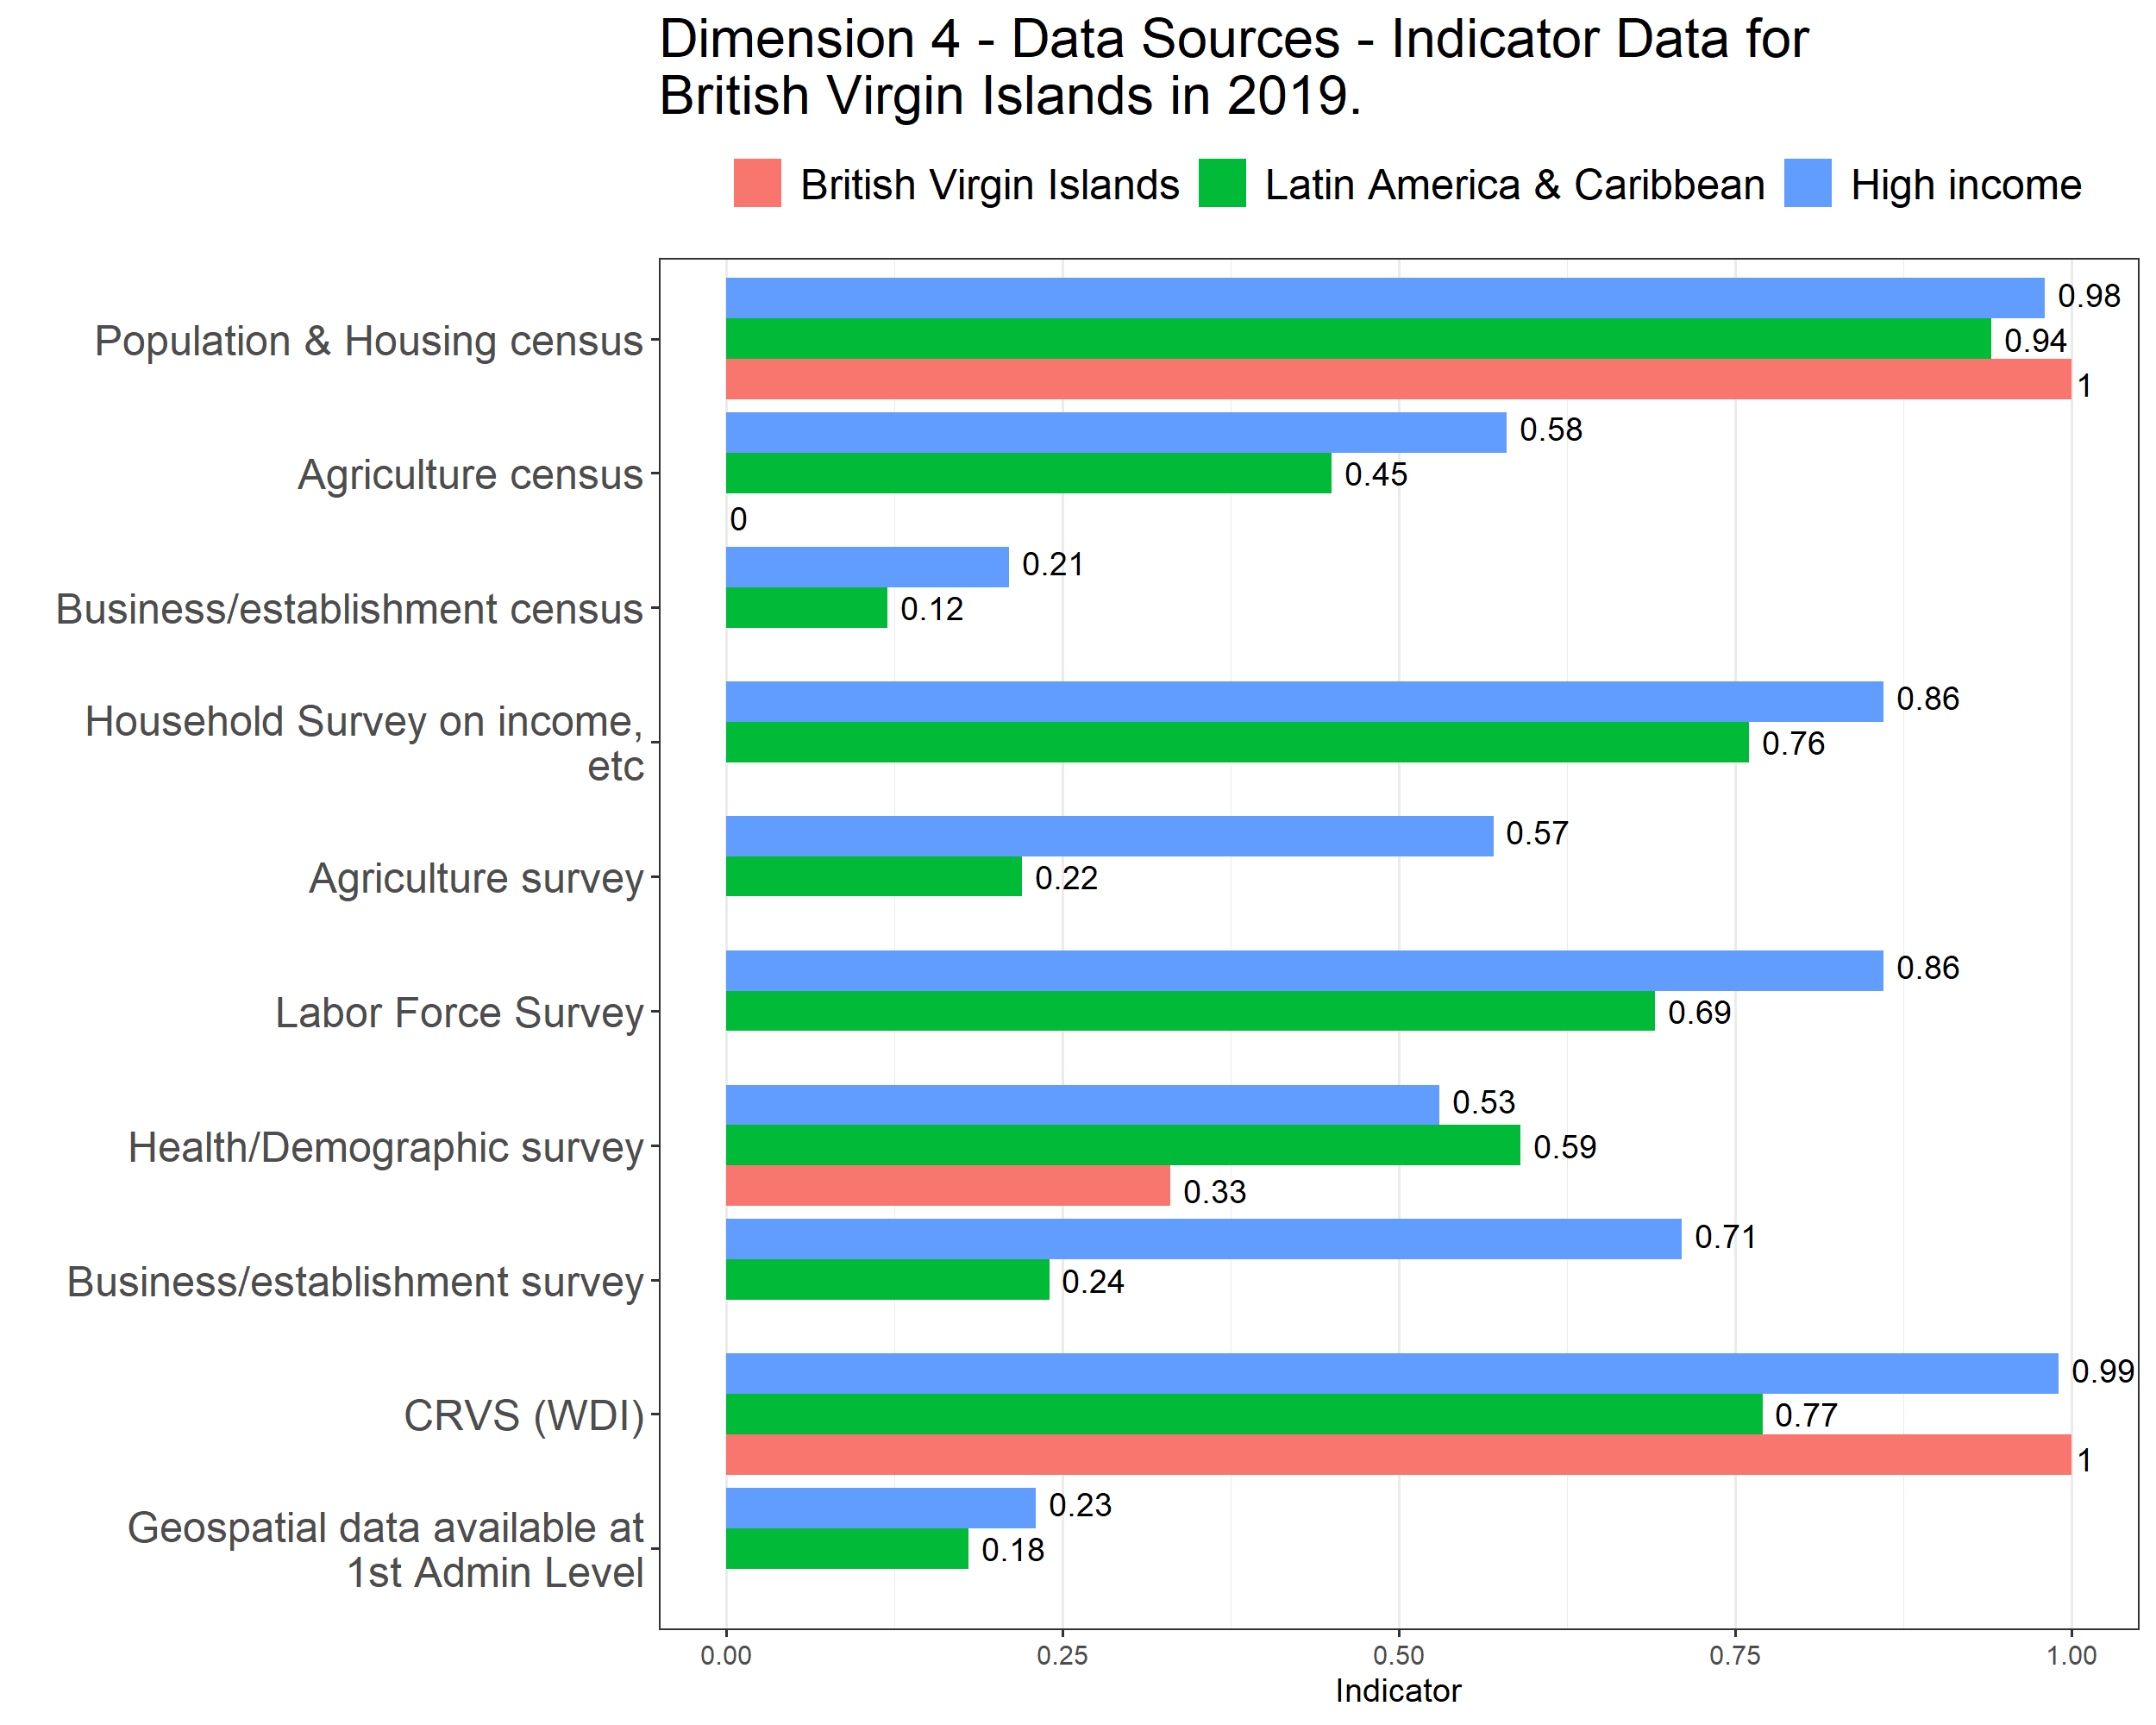 Dimension 4 - Data Sources - Indicator Data for
British Virgin Islands in 2019.
British Virgin Islands Latin America & Caribbean High income
Population & Housing census
0.98
0.94
1
Agriculture census
0.58
0.45
0
Business/establishment census
0.21
0.12
Household Survey on income,
etc
0.86
0.76
Agriculture survey
0.57
0.22
Labor Force Survey
0.86
0.69
Health/Demographic survey
0.53
0.59
0.33
Business/establishment survey
0.71
0.24
CRVS (WDI)
0.99
0.77
1
Geospatial data available at
1st Admin Level
0.23
0.18
0.00 0.25 0.50 0.75 1.00
Indicator